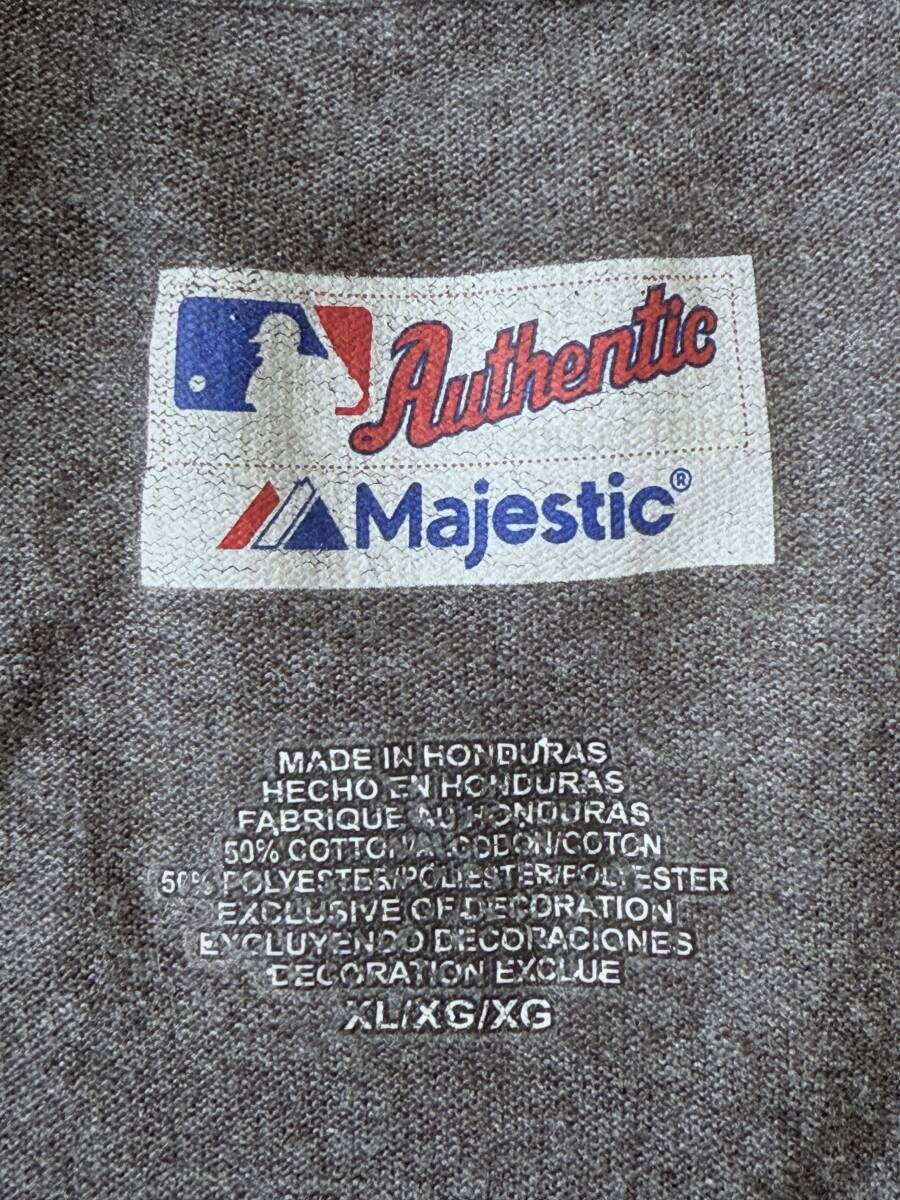 Authentic
Majestic®
MADE IN HONDURAS
HECHO EN HONDURAS
FABRIQUE AU HONDURAS
50% COTTON/ALGODON/COTON
50% POLYESTER/POLIESTER/POLYESTER
EXCLUSIVE OF DECORATION
EXCLUYENDO DECORACIONES
DECORATION EXCLUE
XL/XG/XG